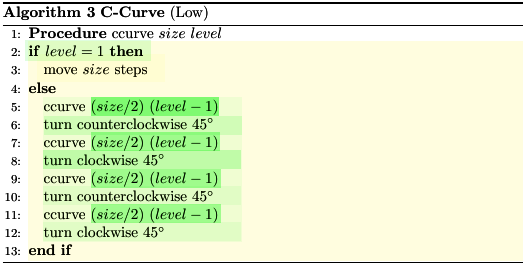 Algorithm 3 C-Curve (Low)
1: Procedure ccurve size level
2: if level = 1 then
3: move size steps
4: else
5: ccurve (size/2) (level − 1)
6: turn counterclockwise 45°
7: ccurve (size/2) (level − 1)
8: turn clockwise 45°
9: ccurve (size/2) (level − 1)
10: turn counterclockwise 45°
11: ccurve (size/2) (level − 1)
12: turn clockwise 45°
13: end if